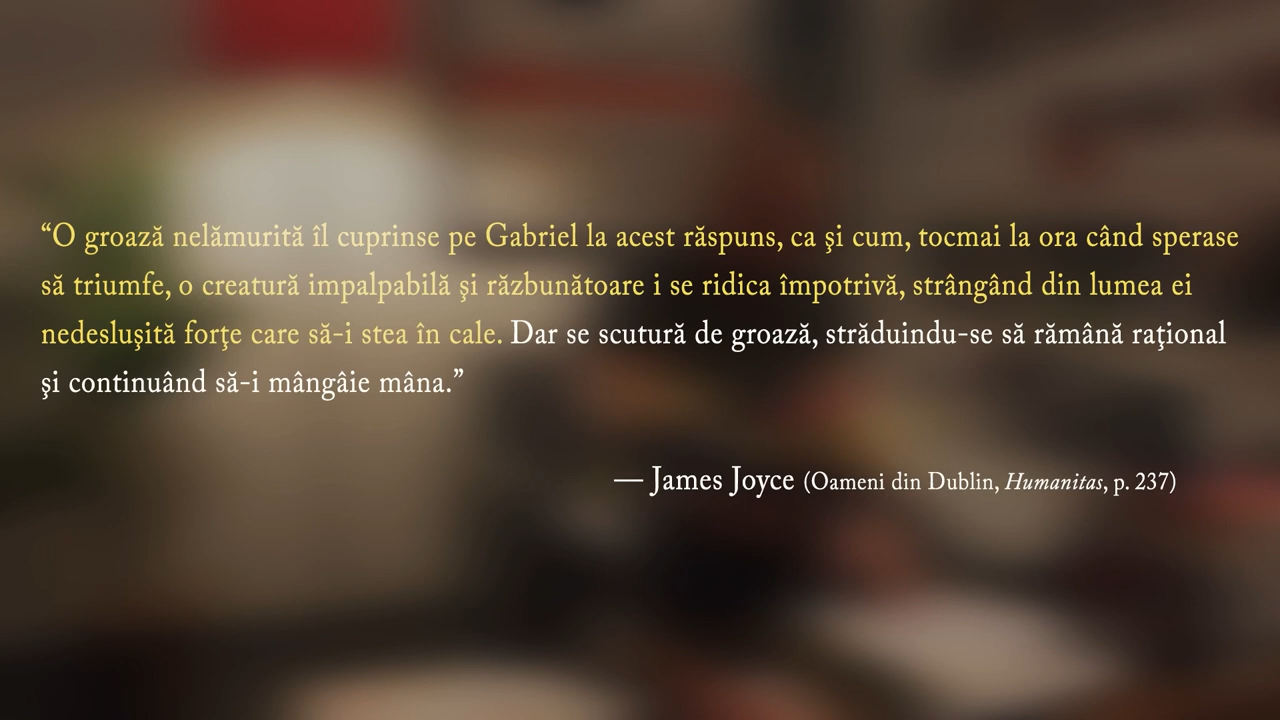 “O groază nelămurită îl cuprinse pe Gabriel la acest răspuns, ca şi cum, tocmai la ora când sperase
să triumfe, o creatură impalpabilă şi răzbunătoare i se ridica împotrivă, strângând din lumea ei
nedesluşită forţe care să-i stea în cale. Dar se scutură de groază, străduindu-se să rămână raţional
şi continuând să-i mângâie mâna.”
— James Joyce (Oameni din Dublin, Humanitas, p. 237)